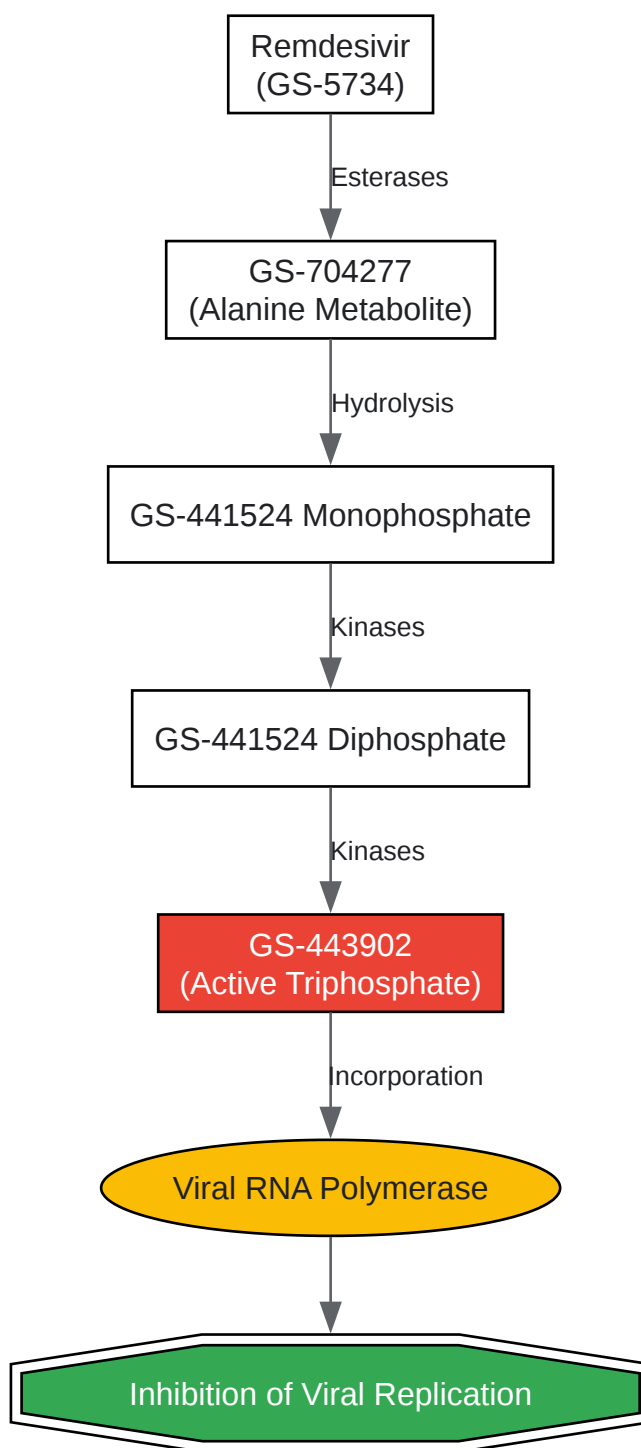 Remdesivir
(GS-5734)
Esterases
GS-704277
(Alanine Metabolite)
Hydrolysis
GS-441524 Monophosphate
Kinases
GS-441524 Diphosphate
Kinases
GS-443902
(Active Triphosphate)
Incorporation
Viral RNA Polymerase
Inhibition of Viral Replication